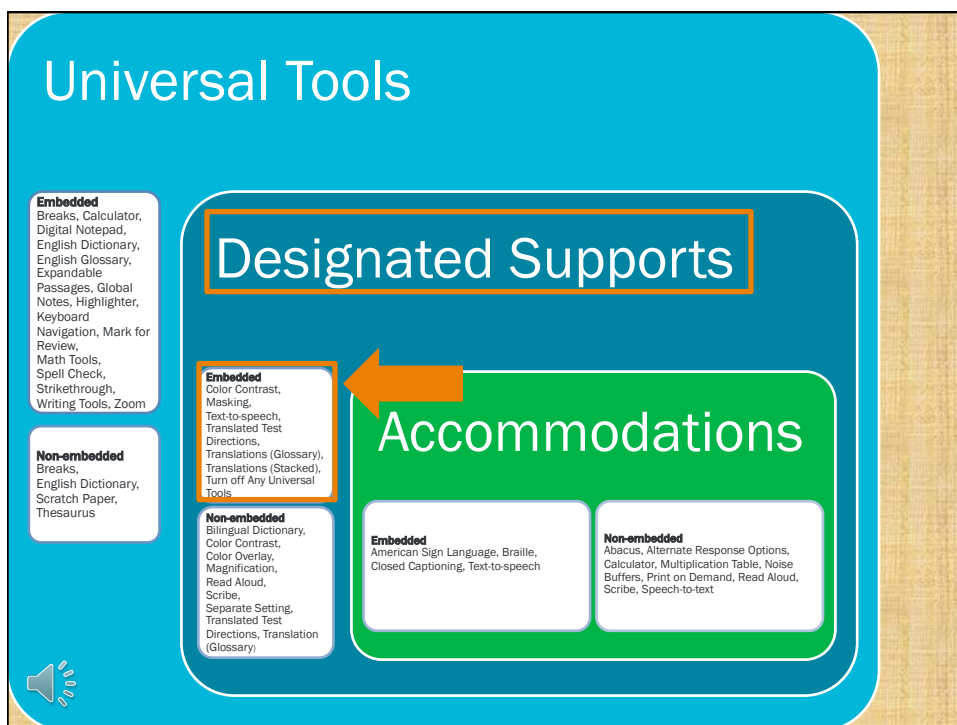 Universal Tools
Embedded
Breaks, Calculator,
Digital Notepad,
English Dictionary,
English Glossary,
Expandable
Passages, Global
Notes, Highlighter,
Keyboard
Navigation, Mark for
Review,
Math Tools,
Spell Check,
Strikethrough,
Writing Tools, Zoom
Non-embedded
Breaks,
English Dictionary,
Scratch Paper,
Thesaurus
Designated Supports
Embedded
Color Contrast,
Masking,
Text-to-speech,
Translated Test
Directions,
Translations (Glossary),
Translations (Stacked),
Turn off Any Universal
Tools
Non-embedded
Bilingual Dictionary,
Color Contrast,
Color Overlay,
Magnification,
Read Aloud,
Scribe,
Separate Setting,
Translated Test
Directions, Translation
(Glossary)
Accommodations
Embedded
American Sign Language, Braille,
Closed Captioning, Text-to-speech
Non-embedded
Abacus, Alternate Response Options,
Calculator, Multiplication Table, Noise
Buffers, Print on Demand, Read Aloud,
Scribe, Speech-to-text